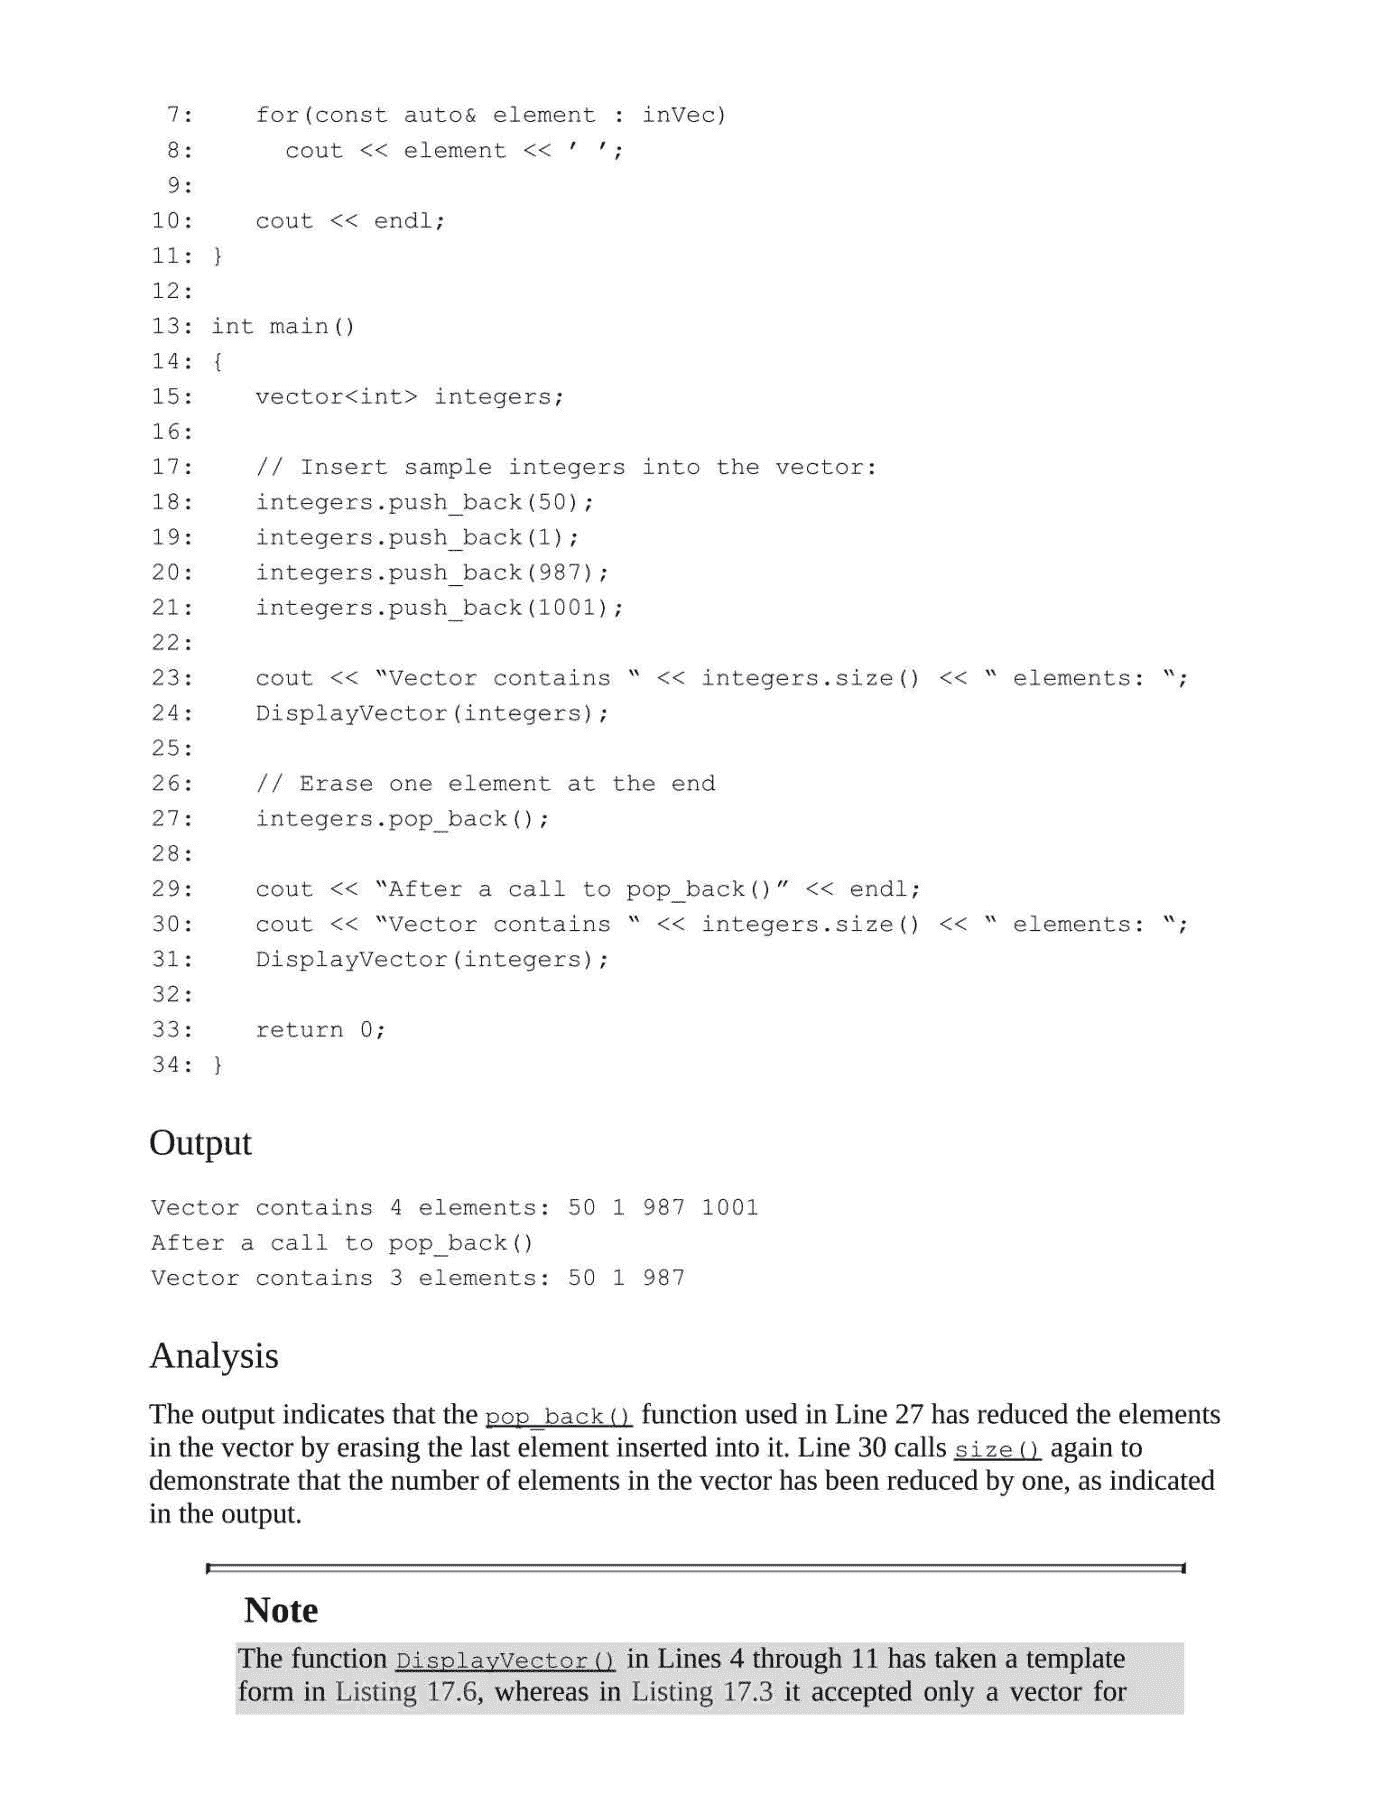 7:    for(const auto& element : inVec)
8:      cout << element << ’ ’;
9:
10:    cout << endl;
11: }
12:
13: int main()
14: {
15:    vector<int> integers;
16:
17:    // Insert sample integers into the vector:
18:    integers.push_back(50);
19:    integers.push_back(1);
20:    integers.push_back(987);
21:    integers.push_back(1001);
22:
23:    cout << “Vector contains “ << integers.size() << “ elements: “;
24:    DisplayVector(integers);
25:
26:    // Erase one element at the end
27:    integers.pop_back();
28:
29:    cout << “After a call to pop_back()” << endl;
30:    cout << “Vector contains “ << integers.size() << “ elements: “;
31:    DisplayVector(integers);
32:
33:    return 0;
34: }
Output
Vector contains 4 elements: 50 1 987 1001
After a call to pop_back()
Vector contains 3 elements: 50 1 987
Analysis
The output indicates that the pop_back() function used in Line 27 has reduced the elements
in the vector by erasing the last element inserted into it. Line 30 calls size() again to
demonstrate that the number of elements in the vector has been reduced by one, as indicated
in the output.
Note
The function DisplayVector() in Lines 4 through 11 has taken a template
form in Listing 17.6, whereas in Listing 17.3 it accepted only a vector for